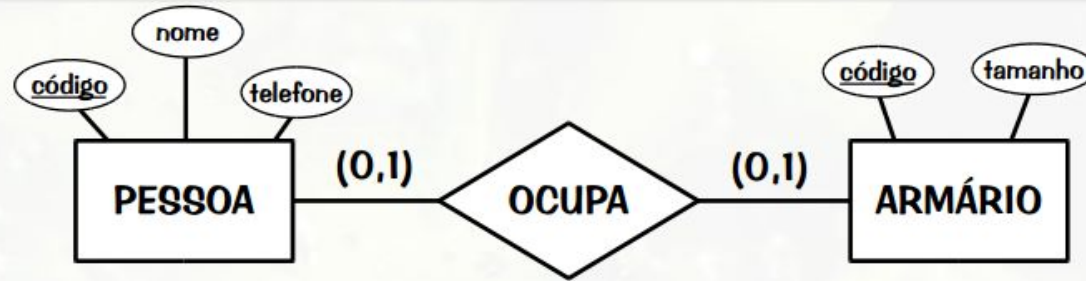 nome
código
telefone
código
tamanho
(0,1)
(0,1)
PESSOA
OCUPA
ARMÁRIO